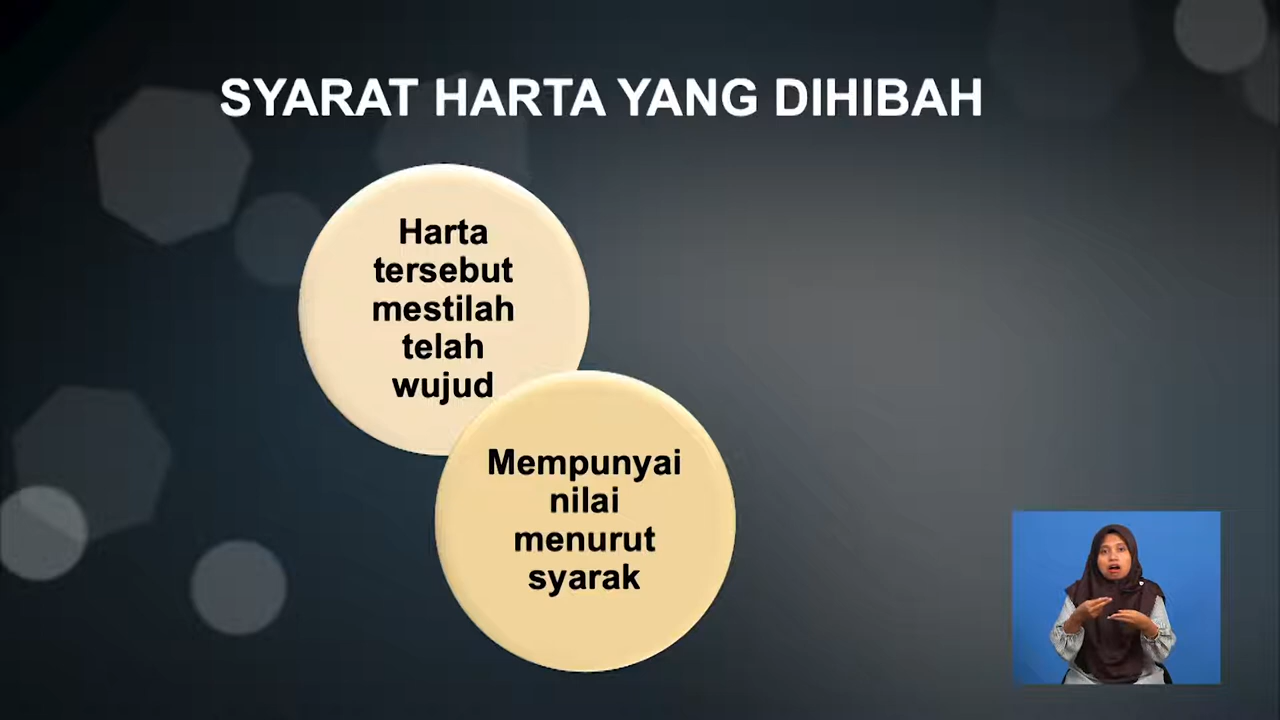 SYARAT HARTA YANG DIHIBAH
Harta
tersebut
mestilah
telah
wujud
Mempunyai
nilai
menurut
syarak